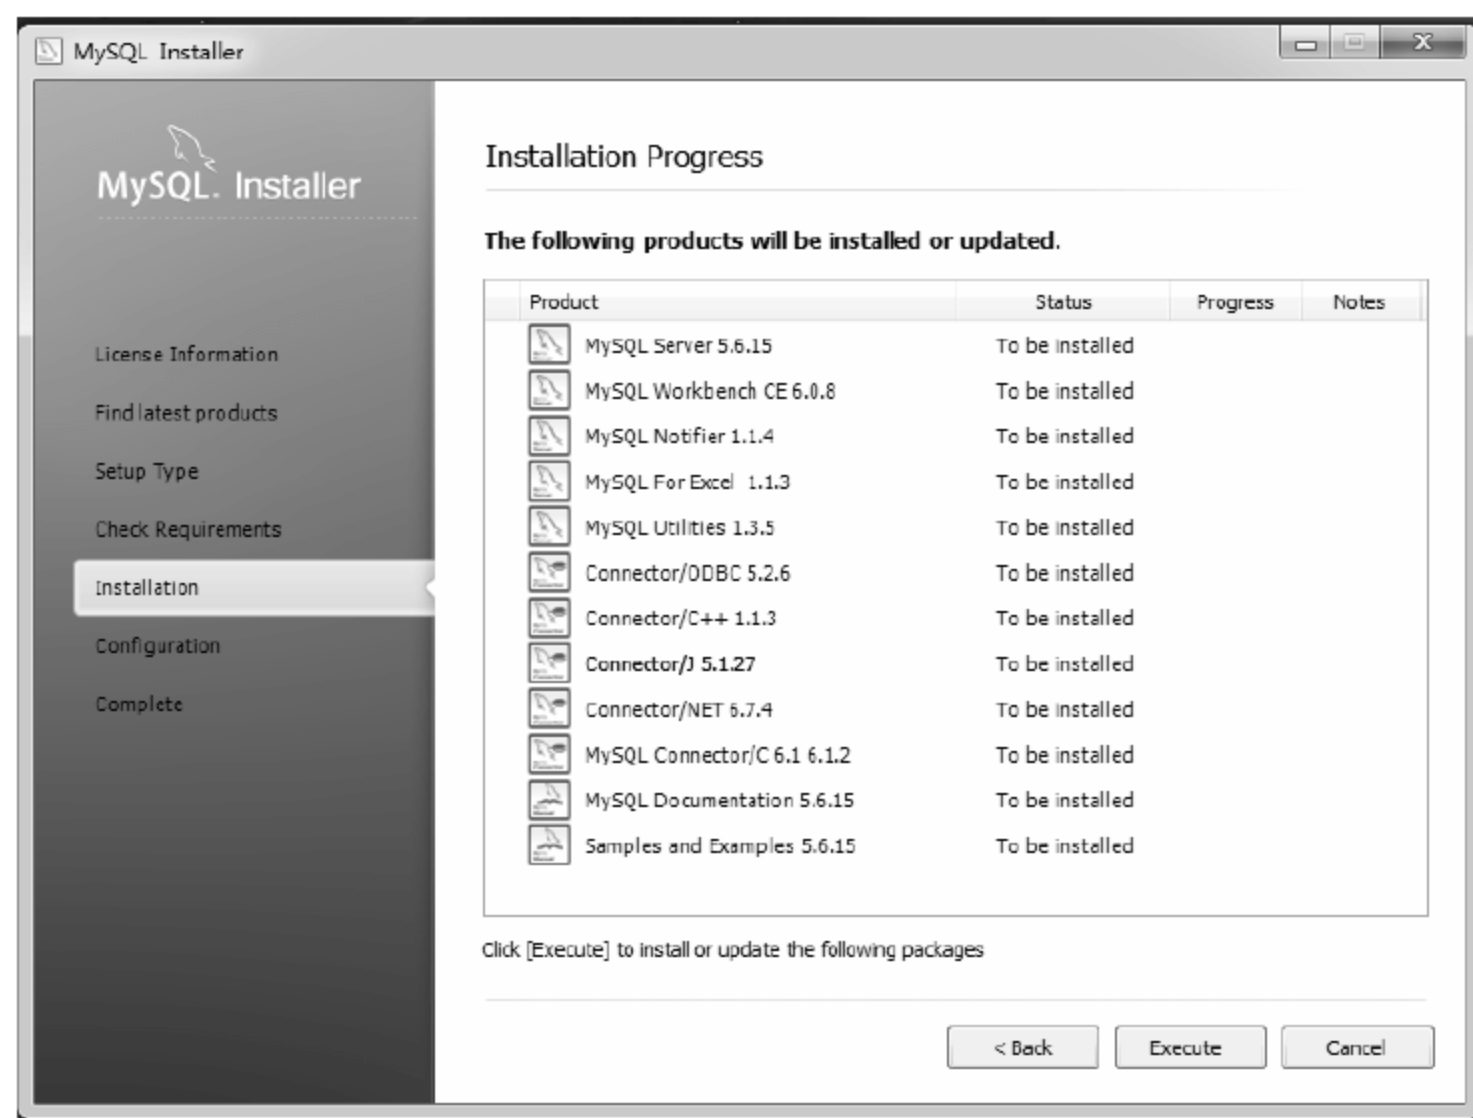 MySQL Installer
MySQL. Installer
License Information
Find latest products
Setup Type
Check Requirements
Installation
Configuration
Complete
Installation Progress
The following products will be installed or updated.
Product Status Progress Notes
MySQL Server 5.6.15 To be installed
MySQL Workbench CE 6.0.8 To be installed
MySQL Notifier 1.1.4 To be installed
MySQL For Excel 1.1.3 To be installed
MySQL Utilities 1.3.5 To be installed
Connector/ODBC 5.2.6 To be installed
Connector/C++ 1.1.3 To be installed
Connector/J 5.1.27 To be installed
Connector/NET 6.7.4 To be installed
MySQL Connector/C 6.1 6.1.2 To be installed
MySQL Documentation 5.6.15 To be installed
Samples and Examples 5.6.15 To be installed
Click [Execute] to install or update the following packages
< Back Execute Cancel